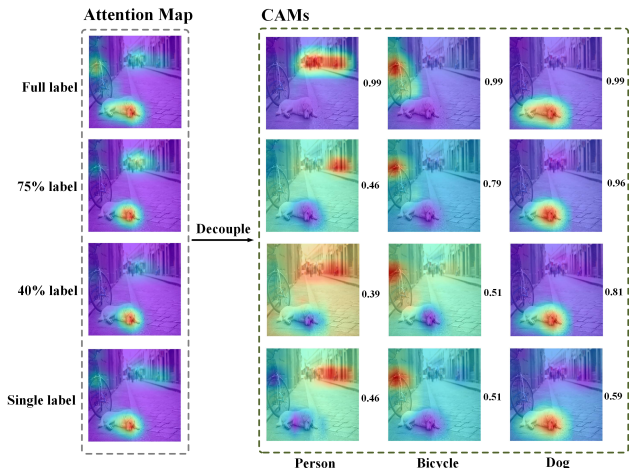 Attention Map
CAMs
Full label
0.99
0.99
0.99
75% label
0.46
0.79
0.96
Decouple
40% label
0.39
0.51
0.81
Single label
0.46
0.51
0.59
Person
Bicycle
Dog